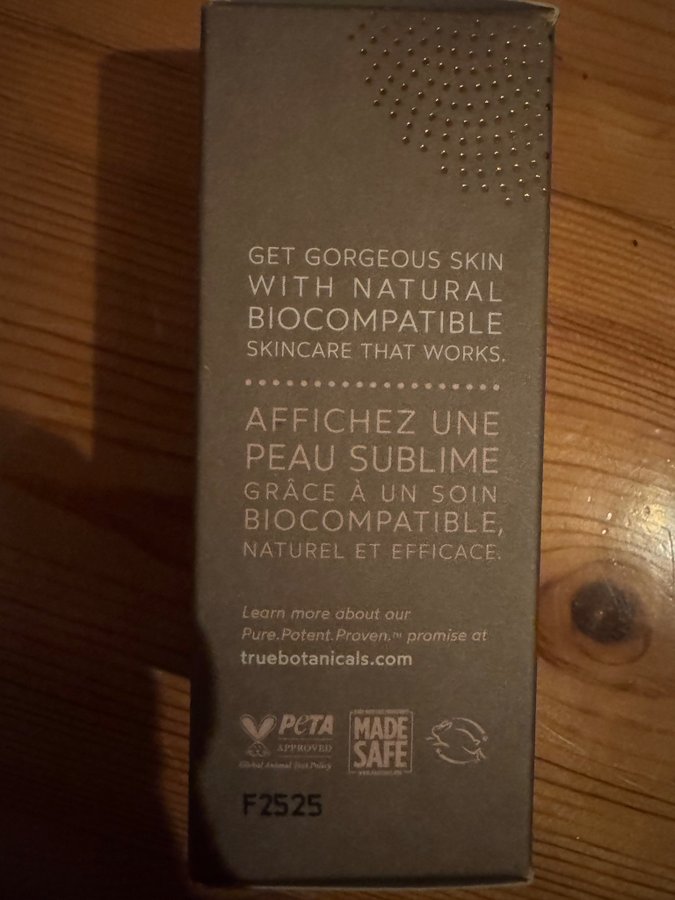 GET GORGEOUS SKIN
WITH NATURAL
BIOCOMPATIBLE
SKINCARE THAT WORKS.
AFFICHEZ UNE
PEAU SUBLIME
GRÂCE À UN SOIN
BIOCOMPATIBLE,
NATUREL ET EFFICACE.
Learn more about our
Pure.Potent.Proven.™ promise at
truebotanicals.com
PETA
APPROVED
Global Animal Test Policy
MADE
SAFE
F2525